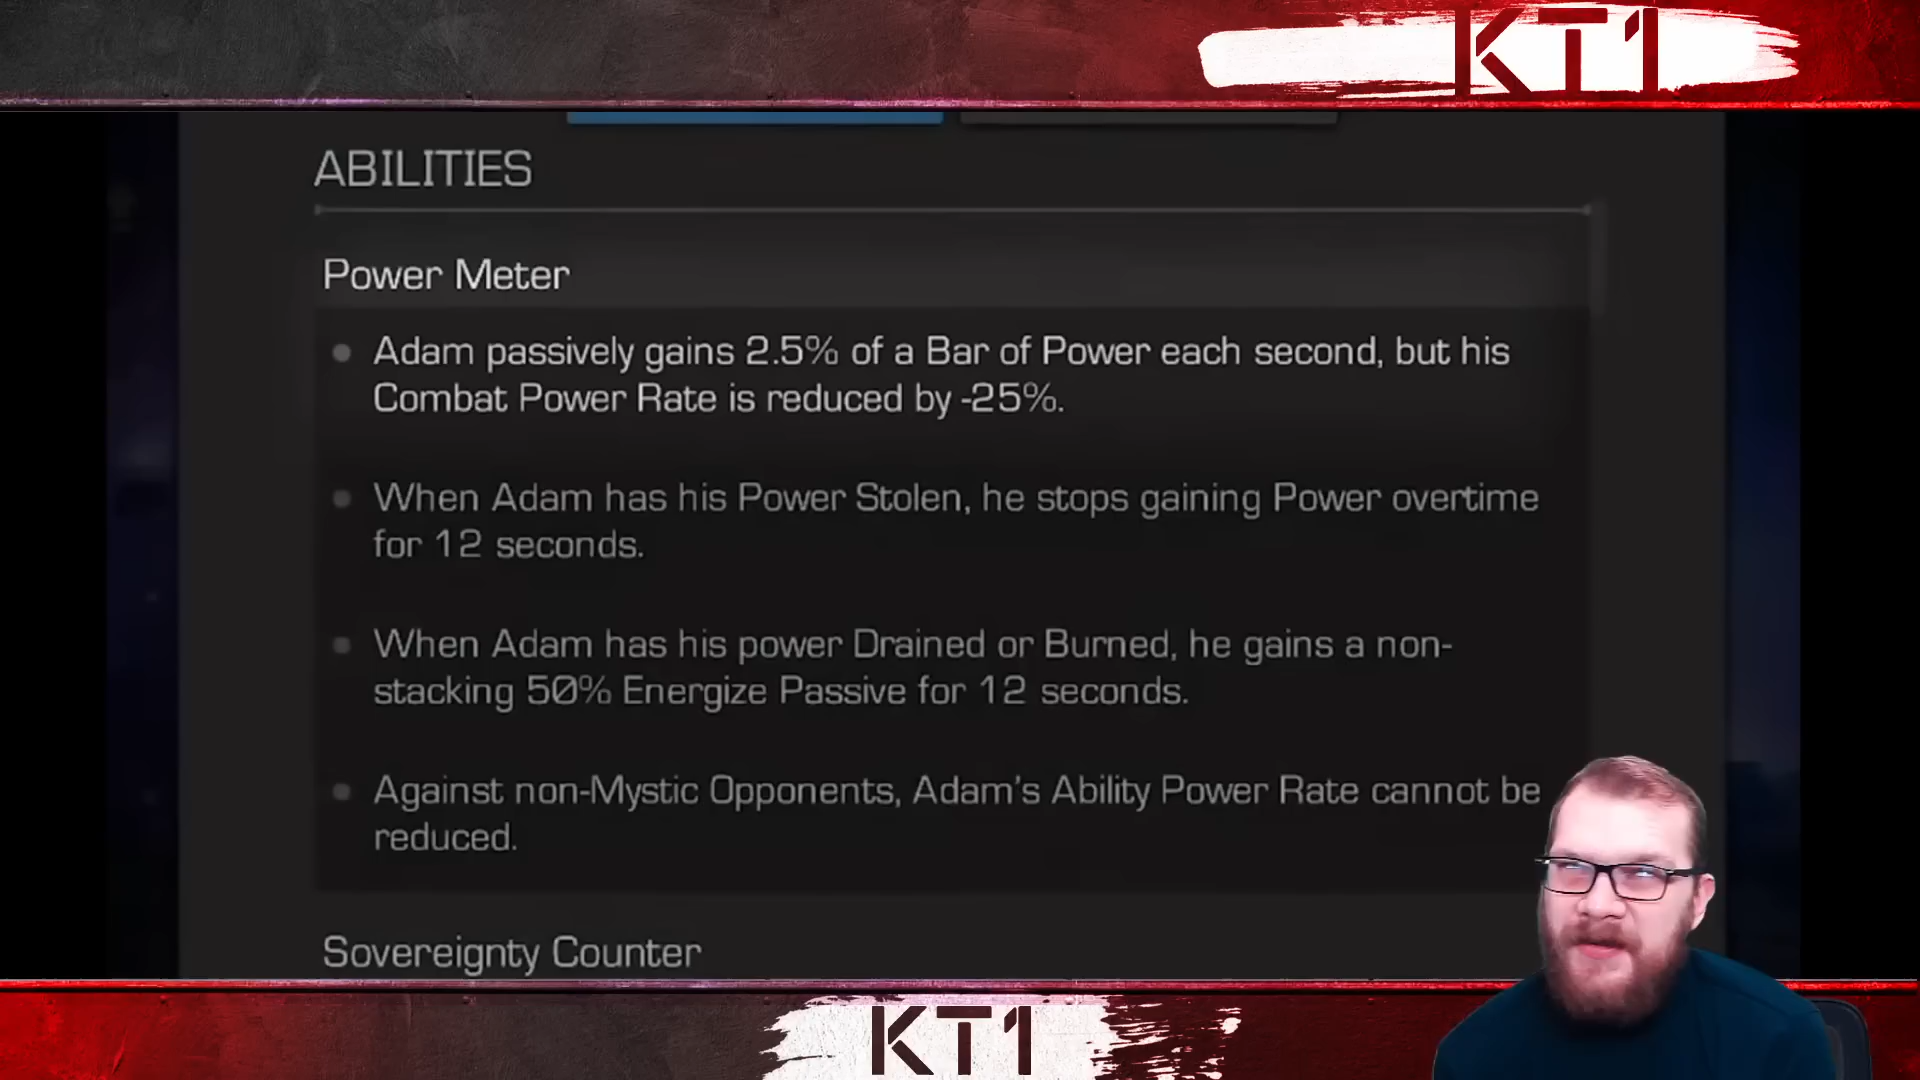 KT1
ABILITIES
Power Meter
Adam passively gains 2.5% of a Bar of Power each second, but his
Combat Power Rate is reduced by -25%.
When Adam has his Power Stolen, he stops gaining Power overtime
for 12 seconds.
When Adam has his power Drained or Burned, he gains a non-
stacking 50% Energize Passive for 12 seconds.
Against non-Mystic Opponents, Adam's Ability Power Rate cannot be
reduced.
Sovereignty Counter
KT1